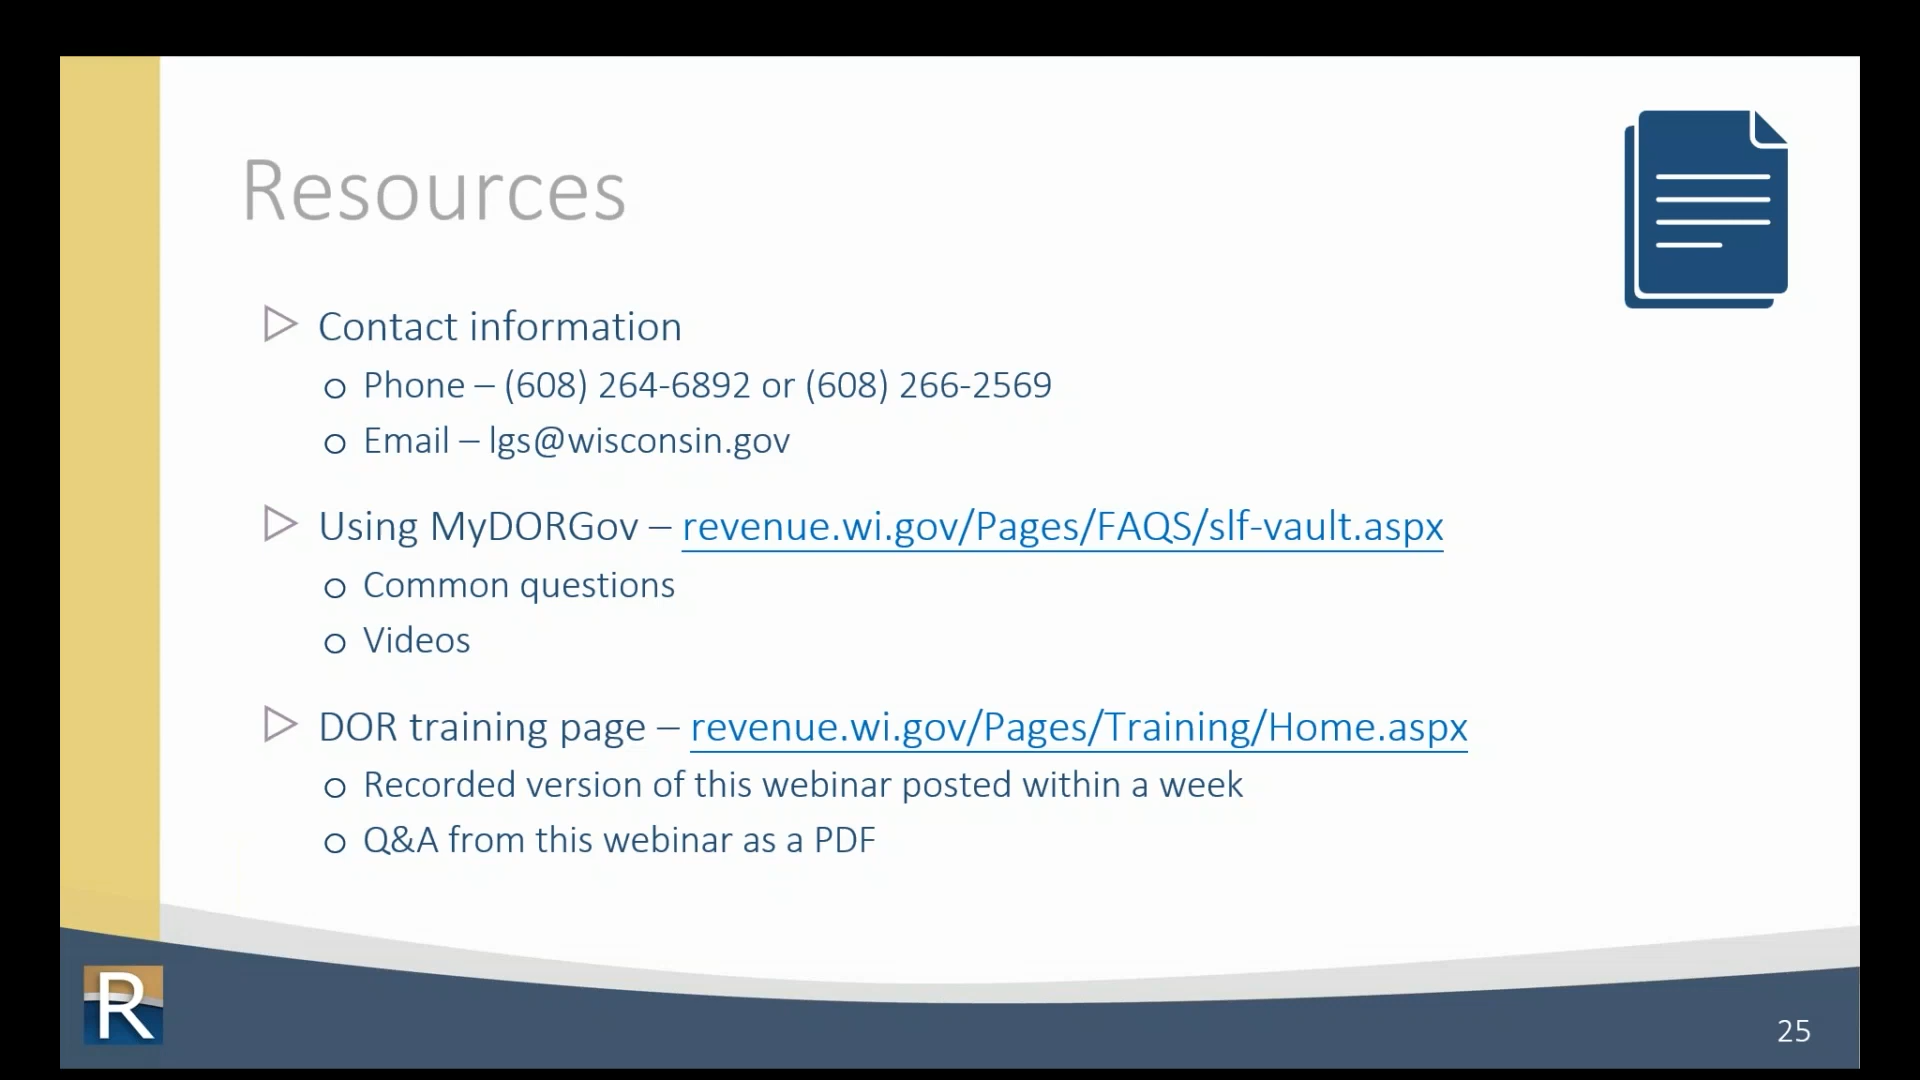 Resources
Contact information
o Phone – (608) 264-6892 or (608) 266-2569
o Email – lgs@wisconsin.gov
Using MyDORGov – revenue.wi.gov/Pages/FAQS/slf-vault.aspx
o Common questions
o Videos
DOR training page – revenue.wi.gov/Pages/Training/Home.aspx
o Recorded version of this webinar posted within a week
o Q&A from this webinar as a PDF
R
25